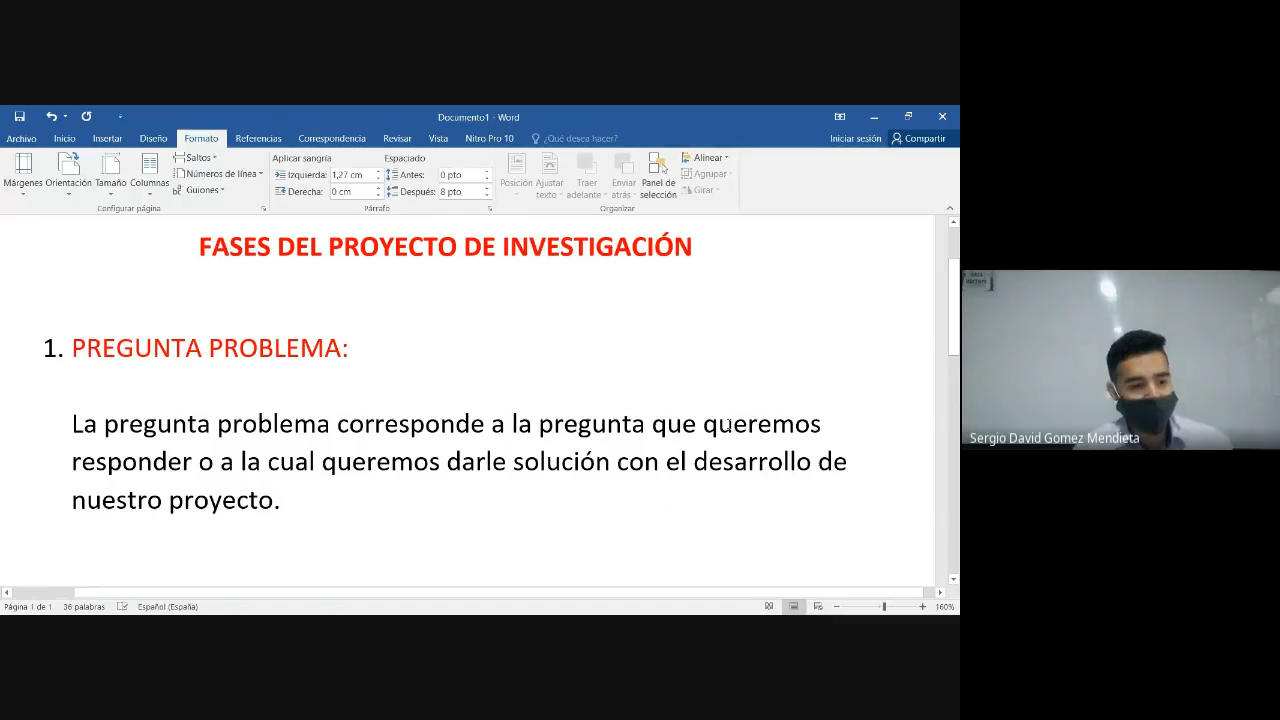 Documento1 - Word
Archivo Inicio Insertar Diseño Formato Referencias Correspondencia Revisar Vista Nitro Pro 10 ¿Qué desea hacer? Iniciar sesión Compartir
Márgenes Orientación Tamaño Columnas
Saltos
Números de línea
Guiones
Configurar página
Aplicar sangría
Izquierda: 1,27 cm
Derecha: 0 cm
Espaciado
Antes: 0 pto
Después: 8 pto
Párrafo
Posición
Ajustar texto
Traer adelante
Enviar atrás
Panel de selección
Alinear
Agrupar
Girar
Organizar
FASES DEL PROYECTO DE INVESTIGACIÓN
1. PREGUNTA PROBLEMA:
La pregunta problema corresponde a la pregunta que queremos
responder o a la cual queremos darle solución con el desarrollo de
nuestro proyecto.
Página 1 de 1 36 palabras Español (España) 160%
Sergio David Gomez Mendieta